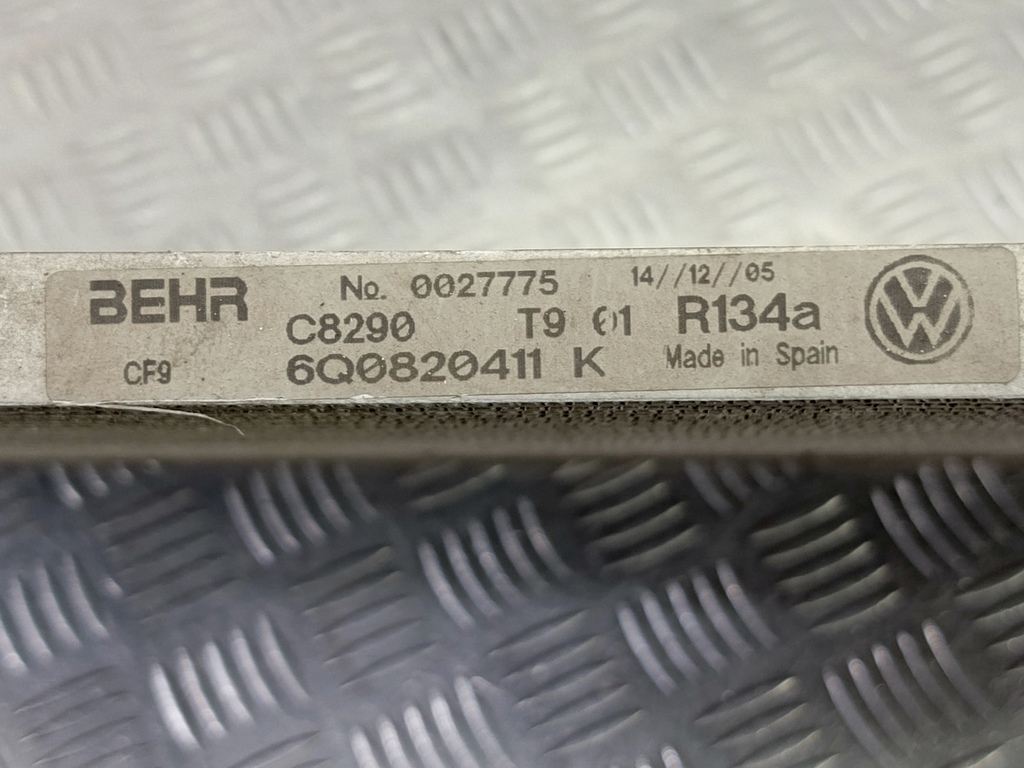 BEHR No. 0027775 14//12//05
C8290 T9 01 R134a
CF9 6Q0820411 K Made in Spain